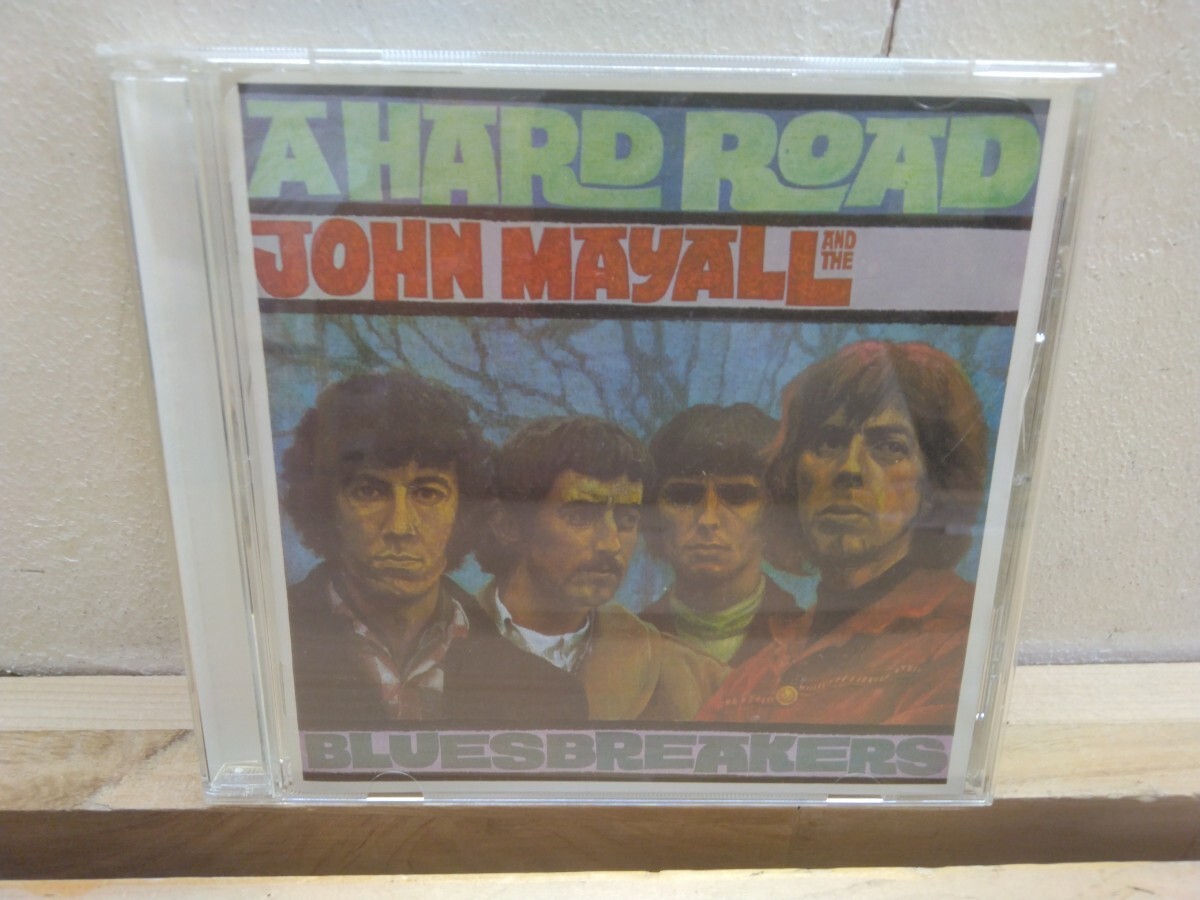 A HARD ROAD
JOHN MAYALL AND THE
BLUESBREAKERS